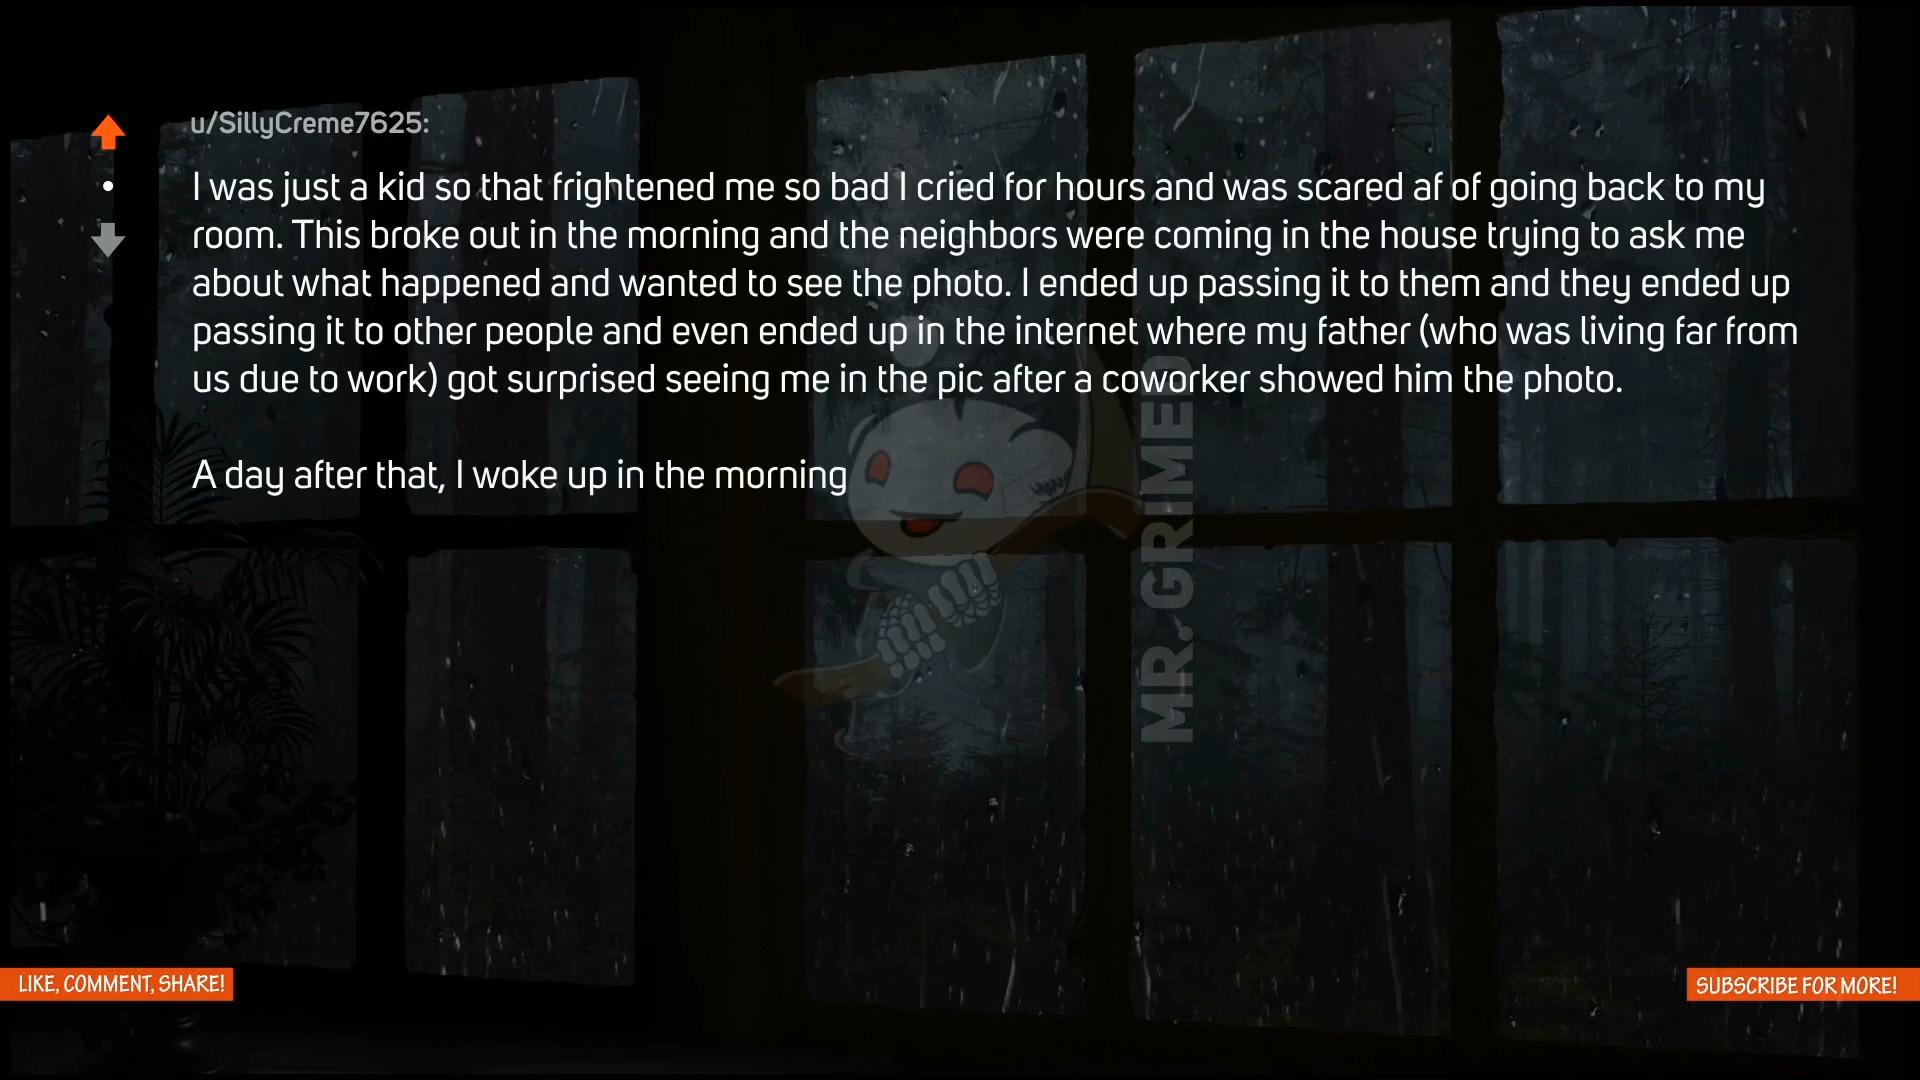 u/SillyCreme7625:
I was just a kid so that frightened me so bad I cried for hours and was scared af of going back to my
room. This broke out in the morning and the neighbors were coming in the house trying to ask me
about what happened and wanted to see the photo. I ended up passing it to them and they ended up
passing it to other people and even ended up in the internet where my father (who was living far from
us due to work) got surprised seeing me in the pic after a coworker showed him the photo.
A day after that, I woke up in the morning
MR. GRIMED
LIKE, COMMENT, SHARE!
SUBSCRIBE FOR MORE!